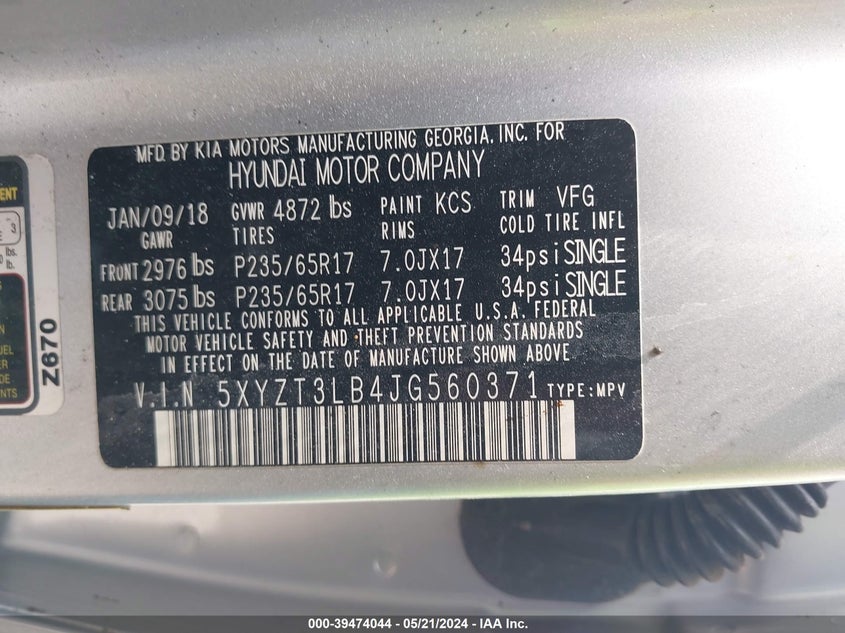 MFD. BY KIA MOTORS MANUFACTURING GEORGIA, INC. FOR
HYUNDAI MOTOR COMPANY
JAN/09/18 GVWR 4872 lbs PAINT KCS TRIM VFG
GAWR TIRES RIMS COLD TIRE INFL
FRONT 2976 lbs P235/65R17 7.0JX17 34psi SINGLE
REAR 3075 lbs P235/65R17 7.0JX17 34psi SINGLE
THIS VEHICLE CONFORMS TO ALL APPLICABLE U.S.A. FEDERAL
MOTOR VEHICLE SAFETY AND THEFT PREVENTION STANDARDS
IN EFFECT ON THE DATE OF MANUFACTURE SHOWN ABOVE
V.I.N 5XYZT3LB4JG560371 TYPE:MPV
Z670
3
lbs.
000-39474044 — 05/21/2024 — IAA Inc.